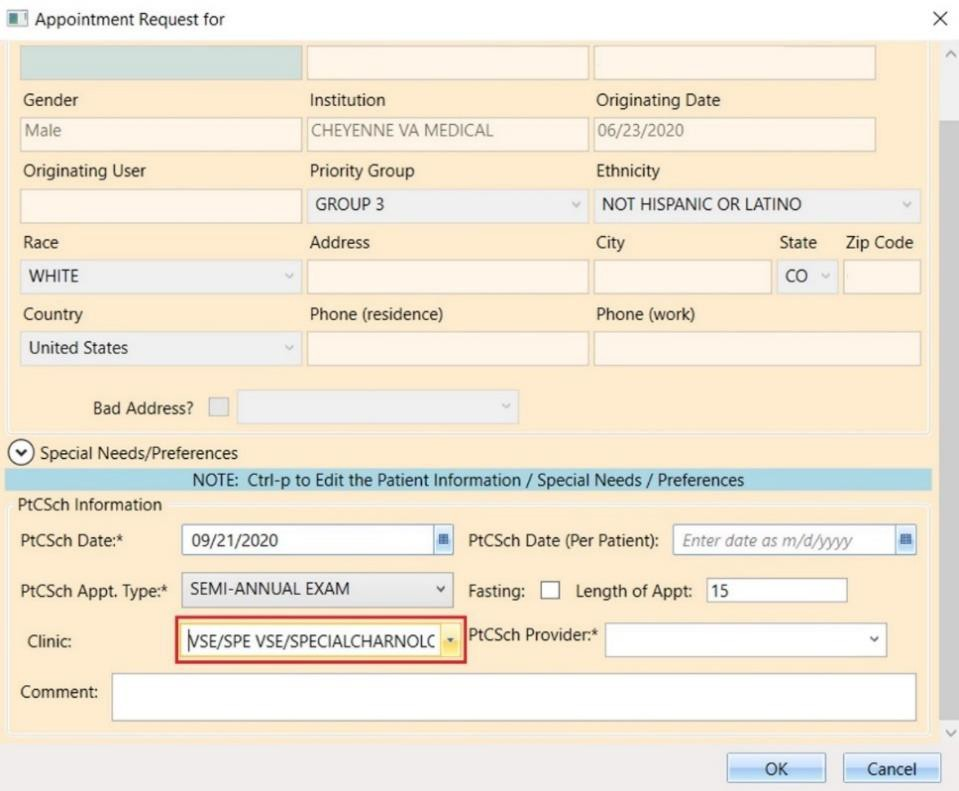 Appointment Request for
Gender Institution Originating Date
Male CHEYENNE VA MEDICAL 06/23/2020
Originating User Priority Group Ethnicity
GROUP 3 NOT HISPANIC OR LATINO
Race Address City State Zip Code
WHITE CO
Country Phone (residence) Phone (work)
United States
Bad Address?
Special Needs/Preferences
NOTE: Ctrl-p to Edit the Patient Information / Special Needs / Preferences
PtCSch Information
PtCSch Date:* 09/21/2020 PtCSch Date (Per Patient): Enter date as m/d/yyyy
PtCSch Appt. Type:* SEMI-ANNUAL EXAM Fasting: Length of Appt: 15
Clinic: VSE/SPE VSE/SPECIALCHARNOLC PtCSch Provider:*
Comment:
OK Cancel